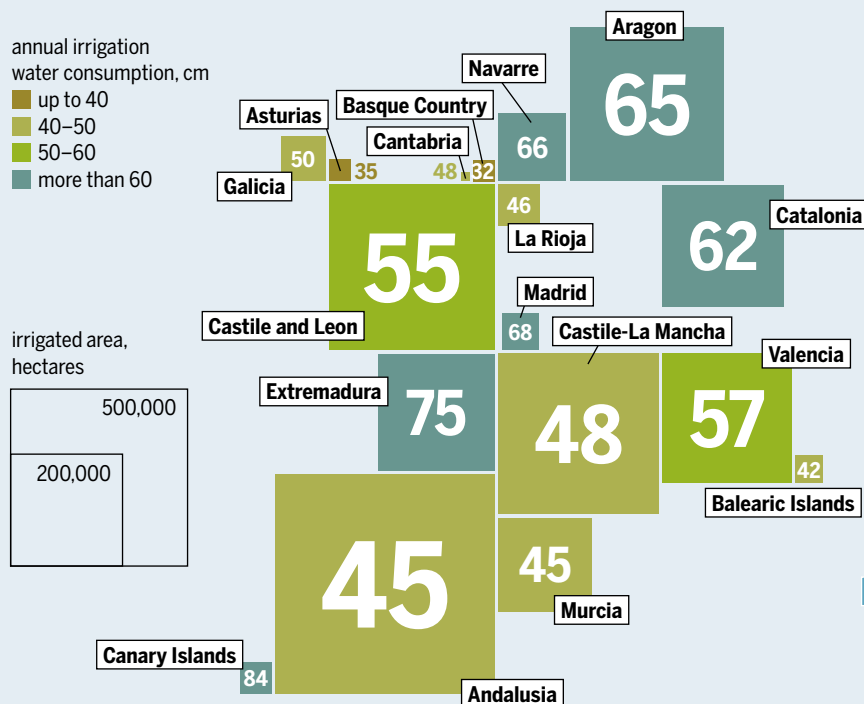 annual irrigation
water consumption, cm
up to 40
40–50
50–60
more than 60
Aragon
65
Navarre
66
Basque Country
32
Cantabria
48
Asturias
35
50
Galicia
46
La Rioja
Catalonia
62
55
Castile and Leon
Madrid
68
Castile-La Mancha
48
Valencia
57
42
Balearic Islands
Extremadura
75
irrigated area,
hectares
500,000
200,000
45
Andalusia
45
Murcia
Canary Islands
84